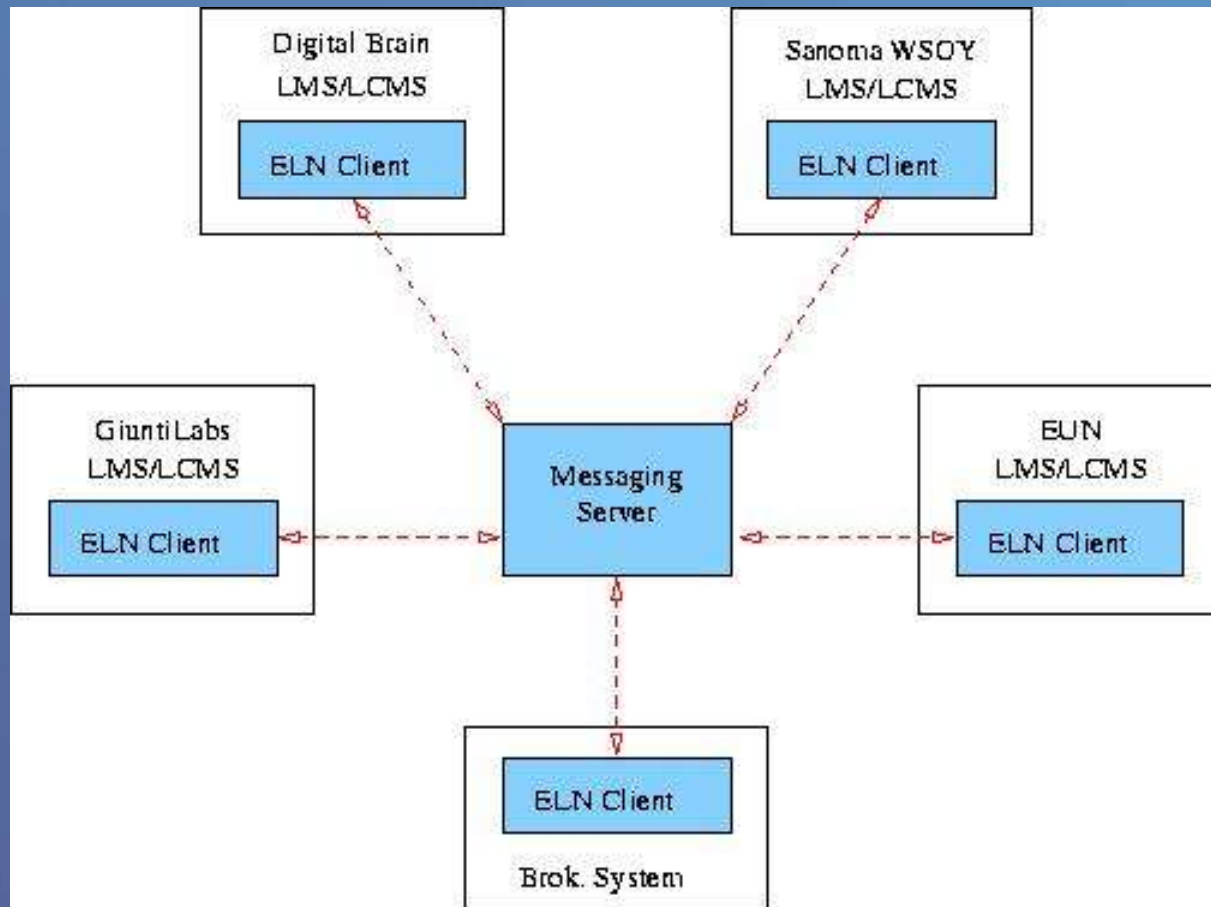 Digital Brain
LMS/LCMS
ELN Client
Sanoma WSOY
LMS/LCMS
ELN Client
GiuntiLabs
LMS/LCMS
ELN Client
Messaging
Server
EUN
LMS/LCMS
ELN Client
ELN Client
Brok. System